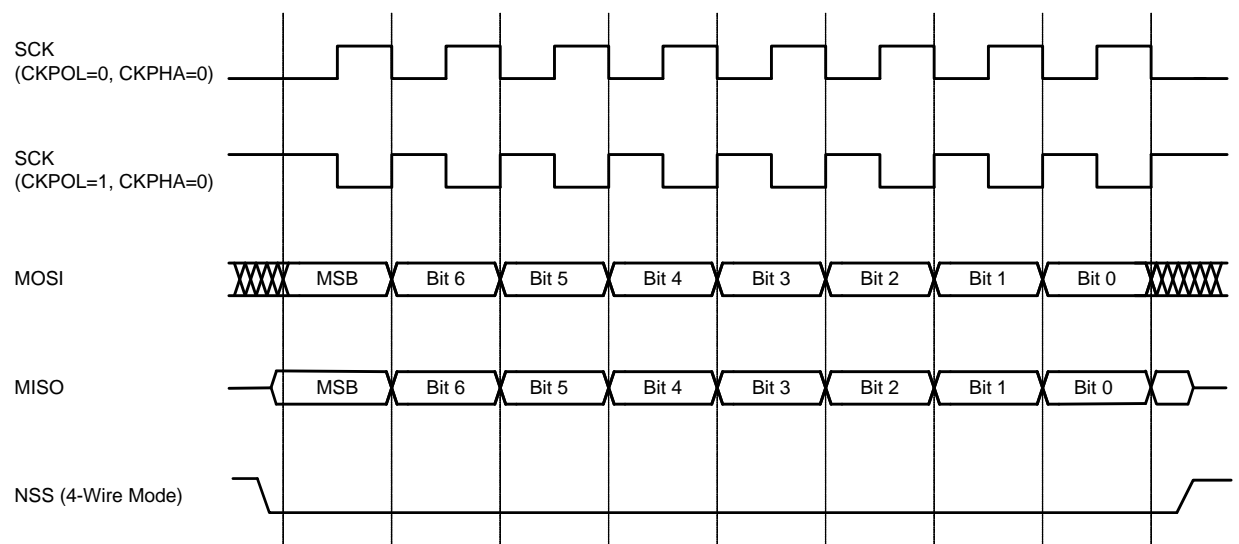 SCK
(CKPOL=0, CKPHA=0)
SCK
(CKPOL=1, CKPHA=0)
MOSI
MSB Bit 6 Bit 5 Bit 4 Bit 3 Bit 2 Bit 1 Bit 0
MISO
MSB Bit 6 Bit 5 Bit 4 Bit 3 Bit 2 Bit 1 Bit 0
NSS (4-Wire Mode)